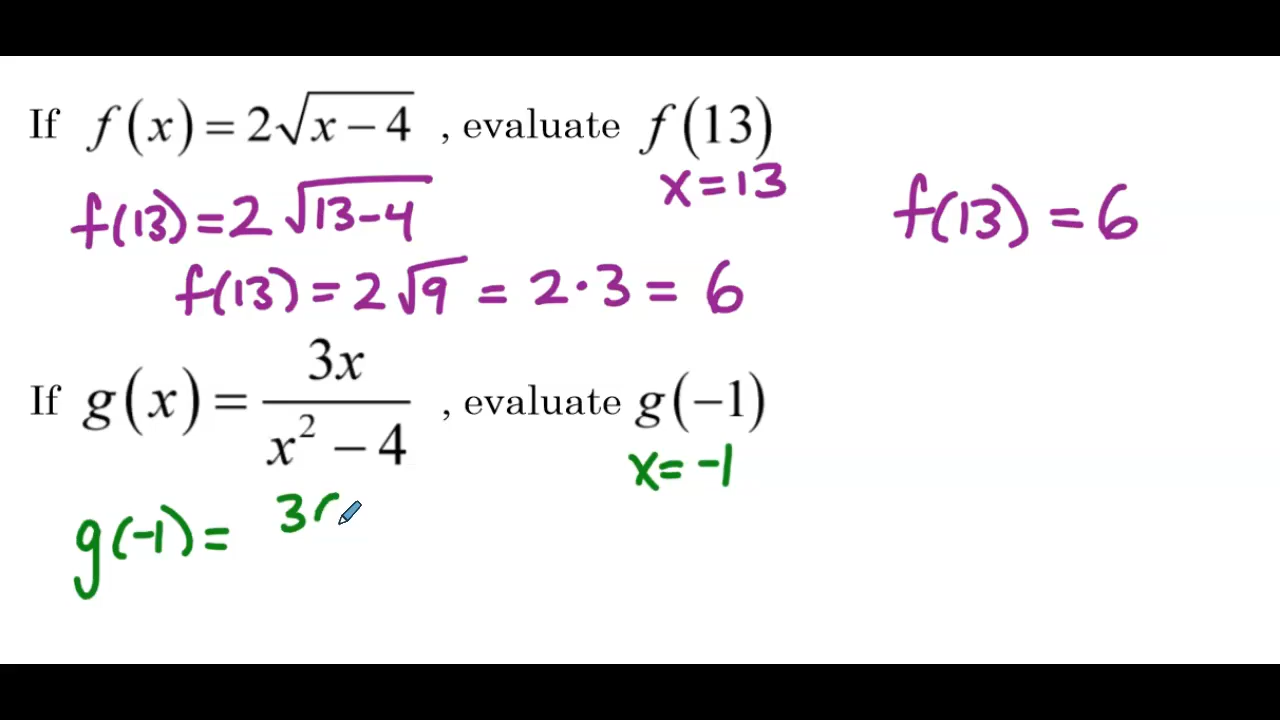 If f(x) = 2√(x − 4) , evaluate f(13)
x = 13
f(13) = 2√(13 − 4)
f(13) = 6
f(13) = 2√9 = 2 · 3 = 6
If g(x) = 3x/(x² − 4) , evaluate g(−1)
x = -1
g(-1) = 3(